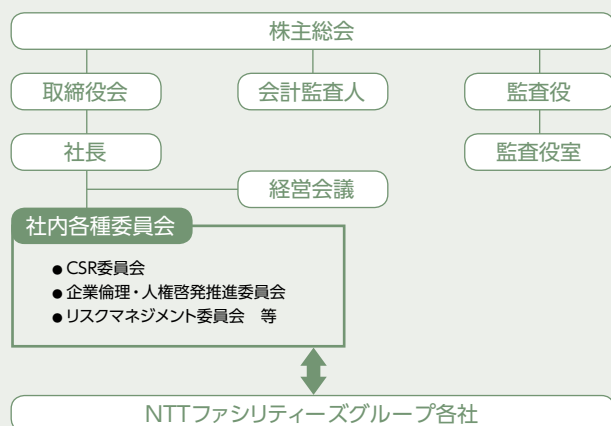 株主総会
取締役会
会計監査人
監査役
社長
監査役室
経営会議
社内各種委員会
●CSR委員会
●企業倫理・人権啓発推進委員会
●リスクマネジメント委員会　等
NTTファシリティーズグループ各社